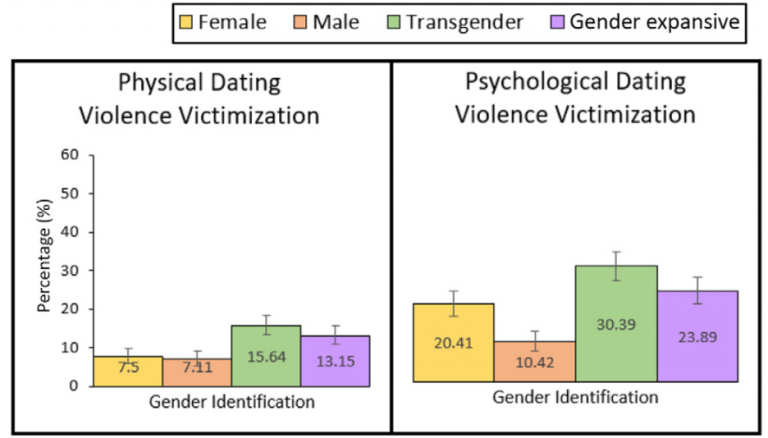 Female Male Transgender Gender expansive
Physical Dating
Violence Victimization
Percentage (%)
60
50
40
30
20
10
0
7.5 7.11 15.64 13.15
Gender Identification
Psychological Dating
Violence Victimization
20.41 10.42 30.39 23.89
Gender Identification